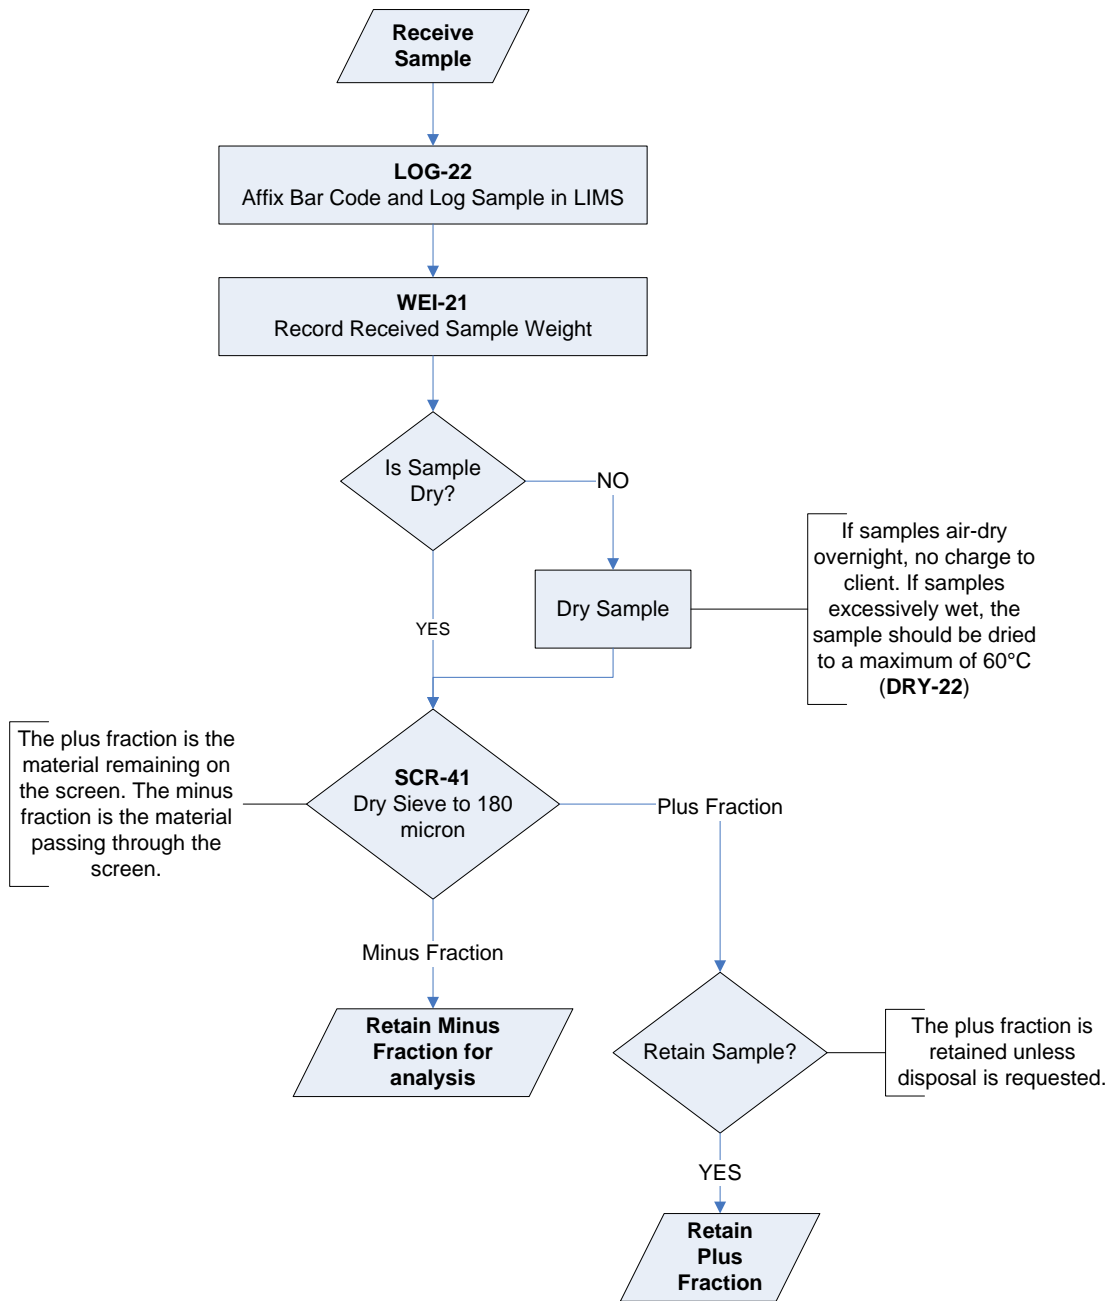 Receive
Sample
LOG-22
Affix Bar Code and Log Sample in LIMS
WEI-21
Record Received Sample Weight
Is Sample
Dry?
NO
Dry Sample
If samples air-dry
overnight, no charge to
client. If samples
excessively wet, the
sample should be dried
to a maximum of 60°C
(DRY-22)
YES
The plus fraction is the
material remaining on
the screen. The minus
fraction is the material
passing through the
screen.
SCR-41
Dry Sieve to 180
micron
Plus Fraction
Minus Fraction
Retain Minus
Fraction for
analysis
Retain Sample?
The plus fraction is
retained unless
disposal is requested.
YES
Retain
Plus
Fraction